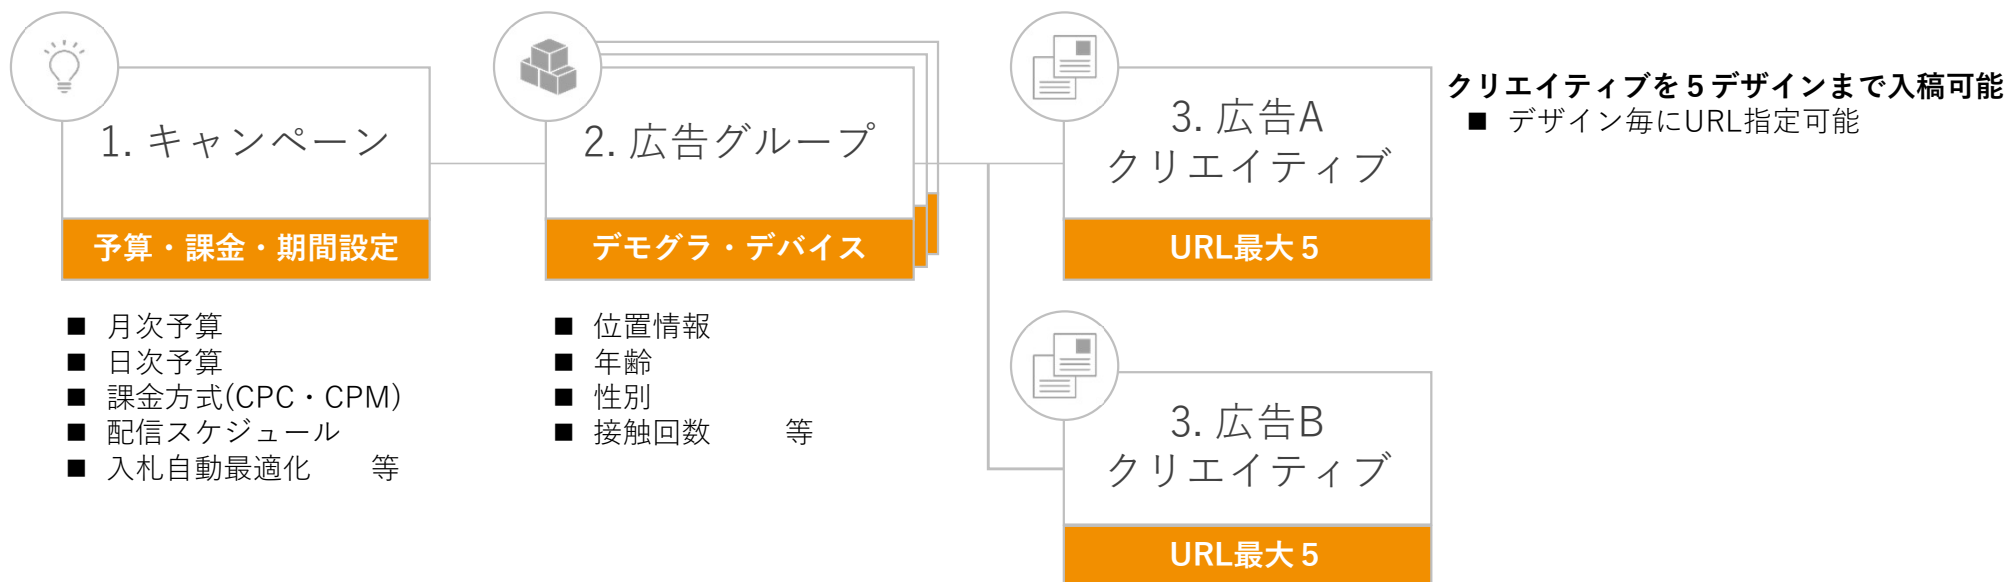 1. キャンペーン
予算・課金・期間設定
■ 月次予算
■ 日次予算
■ 課金方式(CPC・CPM)
■ 配信スケジュール
■ 入札自動最適化　　等
2. 広告グループ
デモグラ・デバイス
■ 位置情報
■ 年齢
■ 性別
■ 接触回数　　等
3. 広告A
クリエイティブ
URL最大５
クリエイティブを５デザインまで入稿可能
■ デザイン毎にURL指定可能
3. 広告B
クリエイティブ
URL最大５